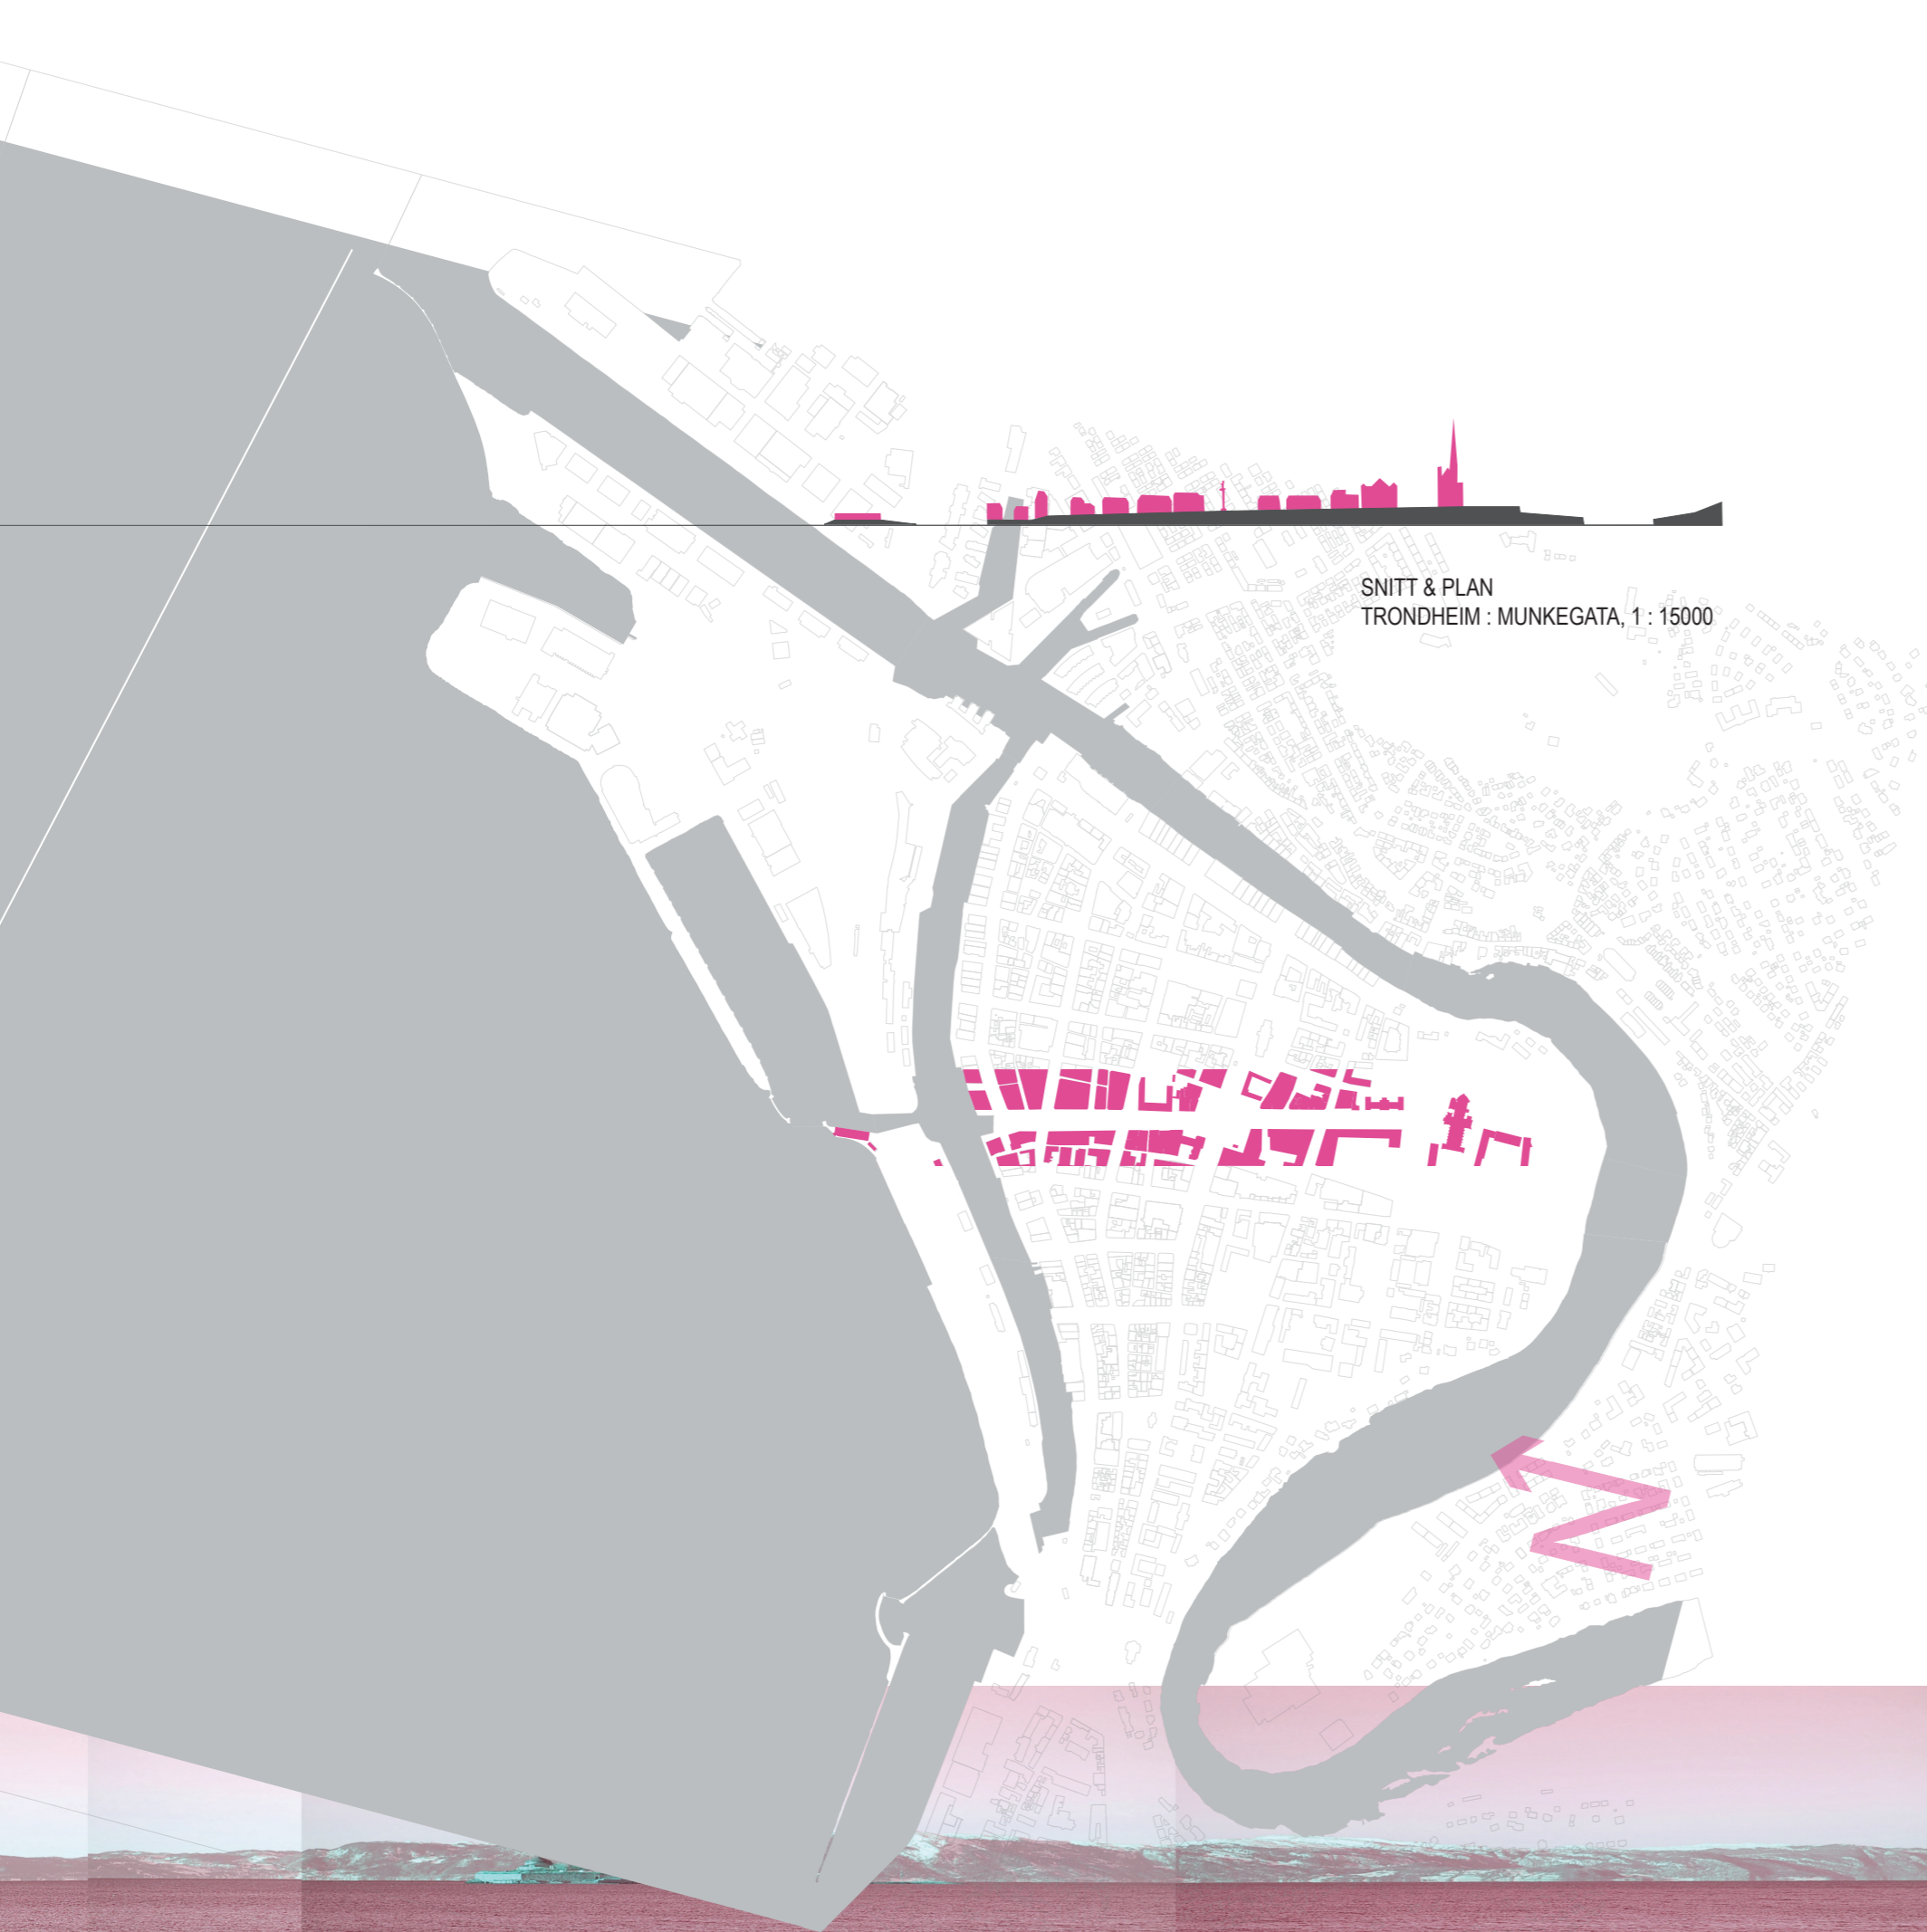 SNITT & PLAN
TRONDHEIM : MUNKEGATA, 1 : 15000
N